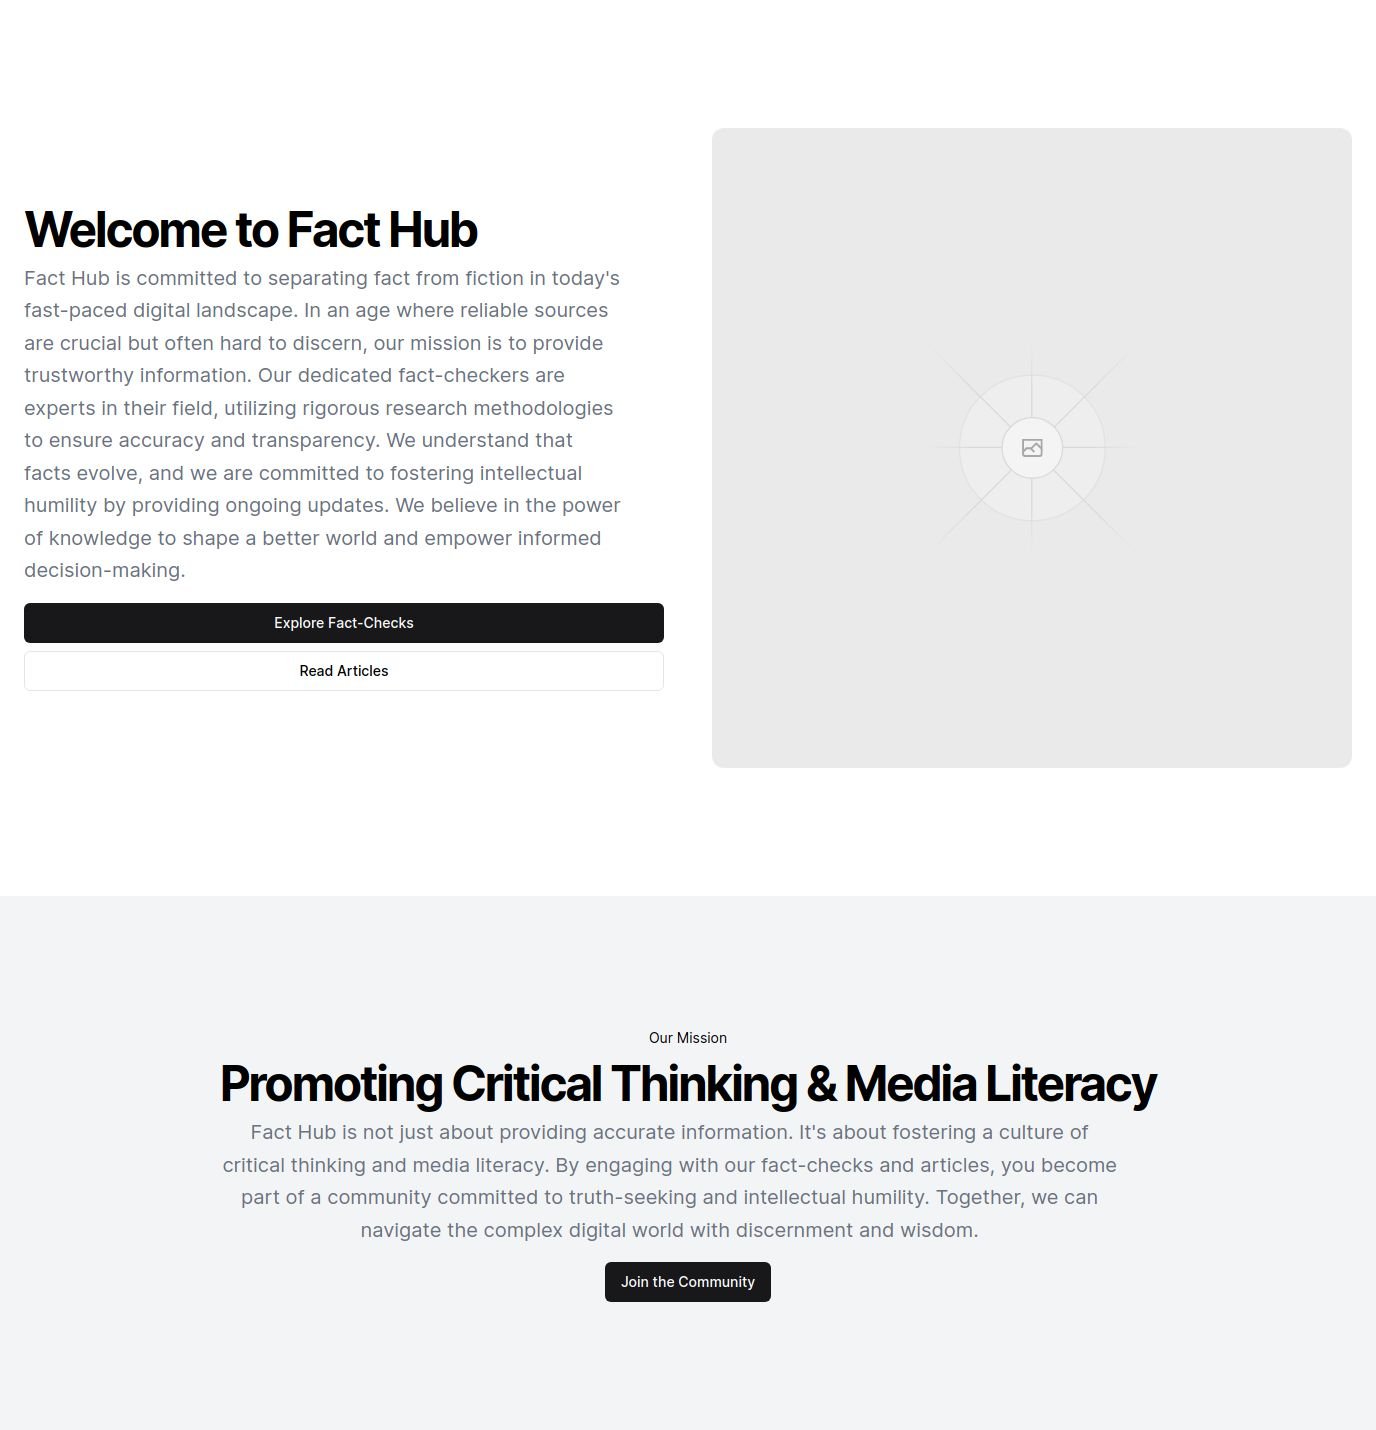 Welcome to Fact Hub
Fact Hub is committed to separating fact from fiction in today's
fast-paced digital landscape. In an age where reliable sources
are crucial but often hard to discern, our mission is to provide
trustworthy information. Our dedicated fact-checkers are
experts in their field, utilizing rigorous research methodologies
to ensure accuracy and transparency. We understand that
facts evolve, and we are committed to fostering intellectual
humility by providing ongoing updates. We believe in the power
of knowledge to shape a better world and empower informed
decision-making.
Explore Fact-Checks
Read Articles
Our Mission
Promoting Critical Thinking & Media Literacy
Fact Hub is not just about providing accurate information. It's about fostering a culture of
critical thinking and media literacy. By engaging with our fact-checks and articles, you become
part of a community committed to truth-seeking and intellectual humility. Together, we can
navigate the complex digital world with discernment and wisdom.
Join the Community